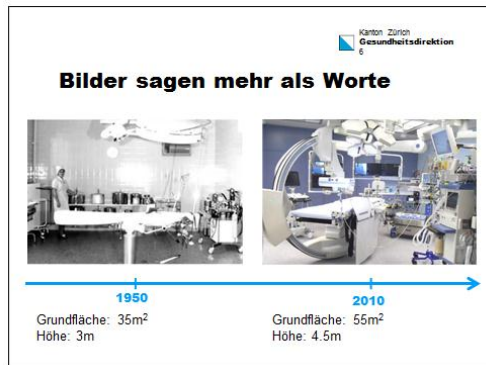 Kanton Zürich
Gesundheitsdirektion
6
Bilder sagen mehr als Worte
1950
2010
Grundfläche: 35m²
Höhe: 3m
Grundfläche: 55m²
Höhe: 4.5m